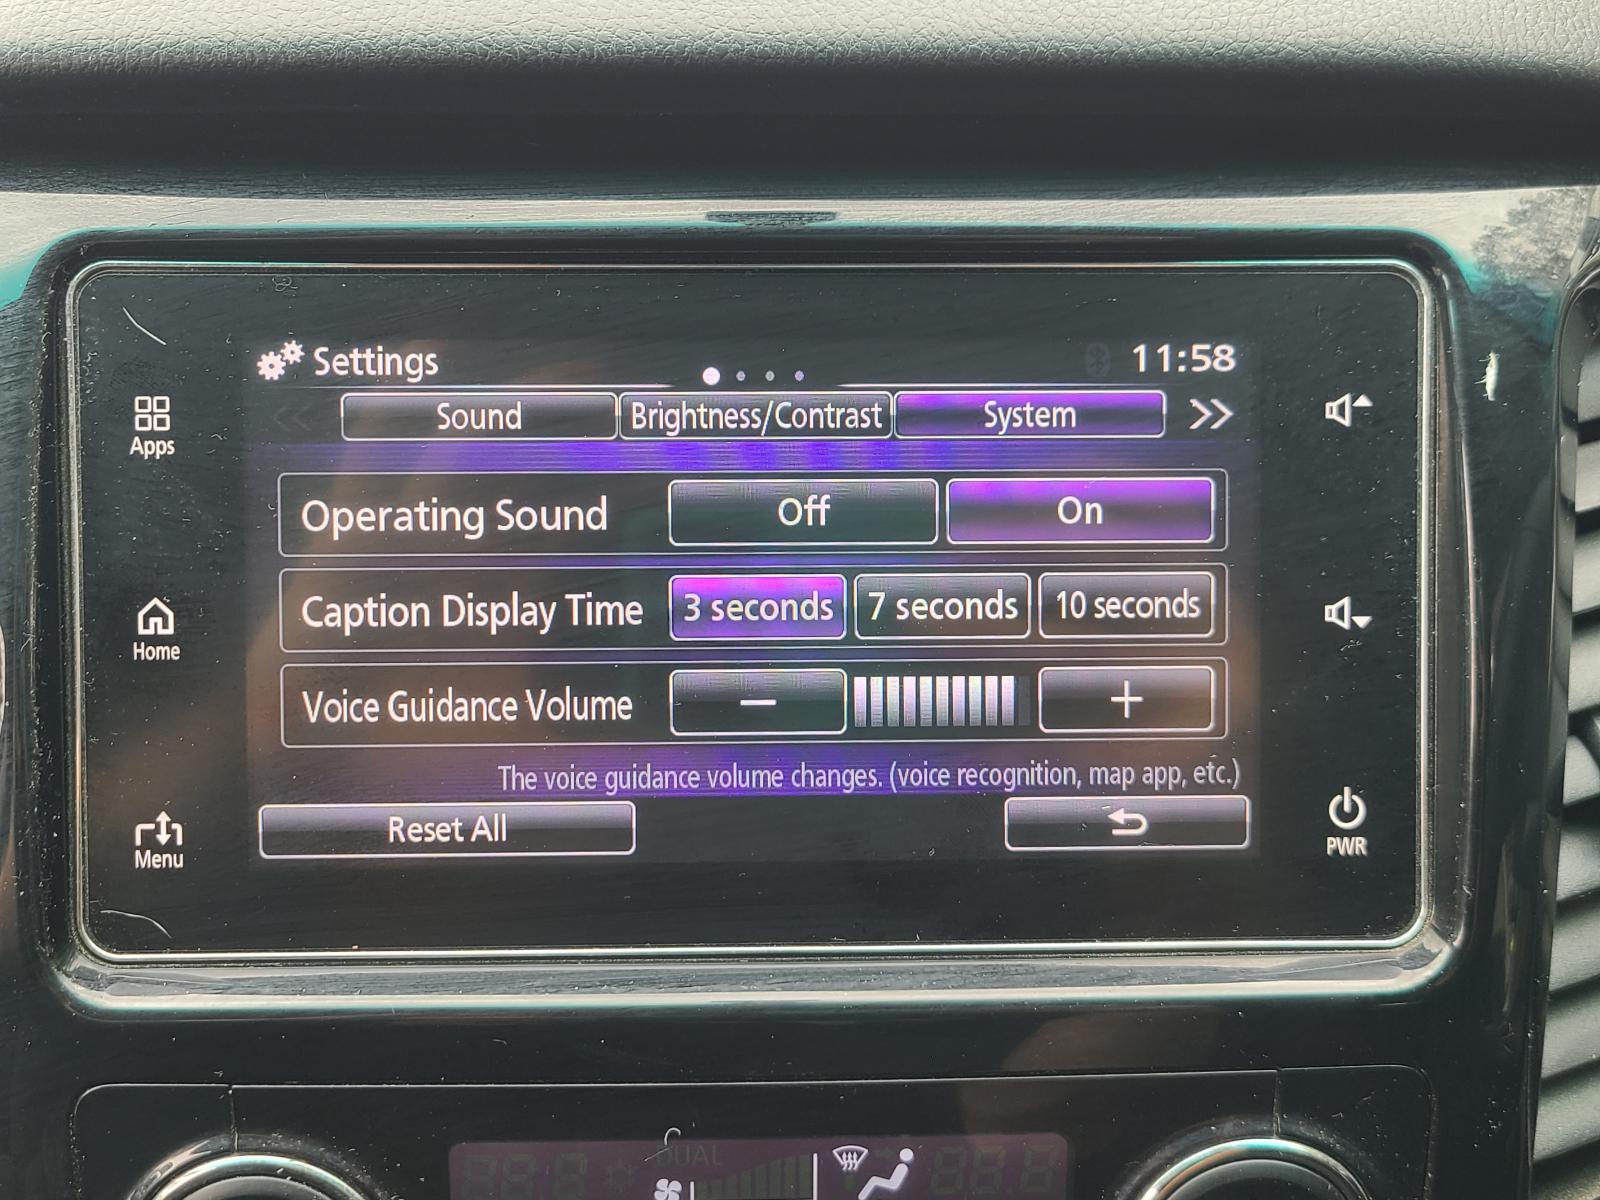 Settings
11:58
Sound
Brightness/Contrast
System
Operating Sound
Off
On
Caption Display Time
3 seconds
7 seconds
10 seconds
Voice Guidance Volume
−
+
The voice guidance volume changes. (voice recognition, map app, etc.)
Reset All
Apps
Home
Menu
PWR
DUAL